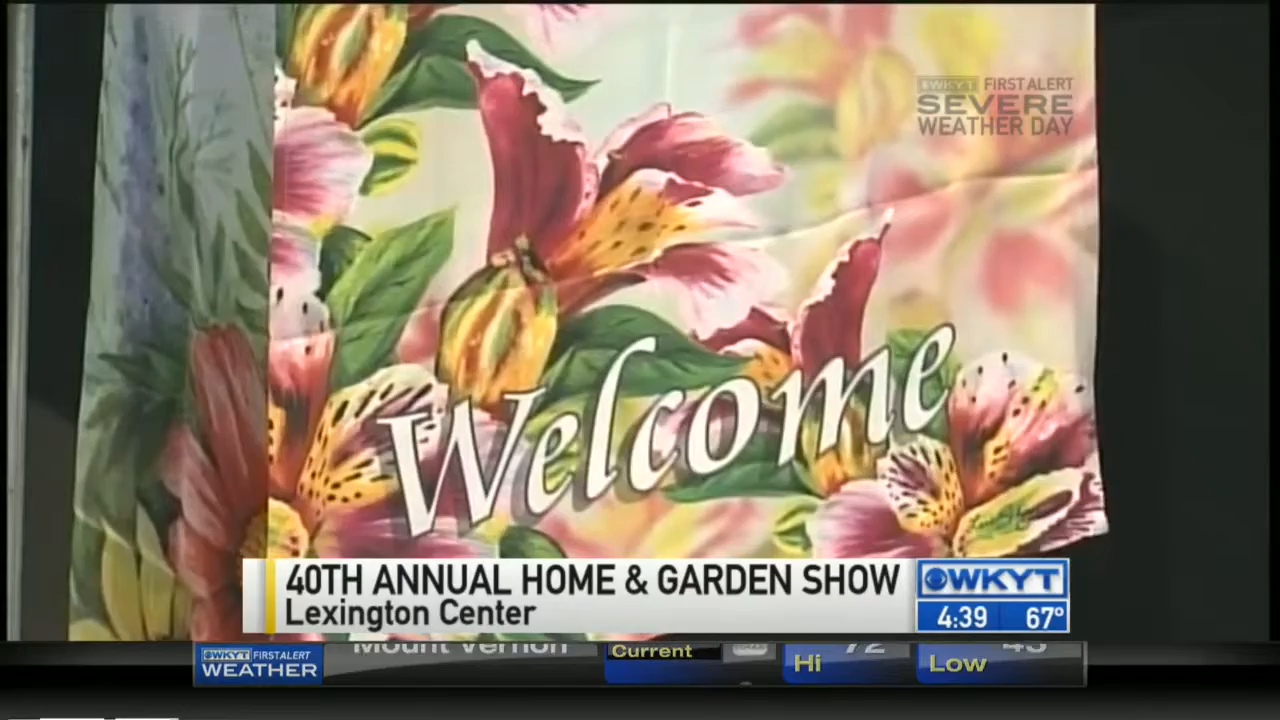 WKYT FIRST ALERT
SEVERE
WEATHER DAY
Welcome
40TH ANNUAL HOME & GARDEN SHOW
Lexington Center
WKYT
4:39 67°
WKYT FIRST ALERT
WEATHER
Mount Vernon
Current
Hi 72
Low